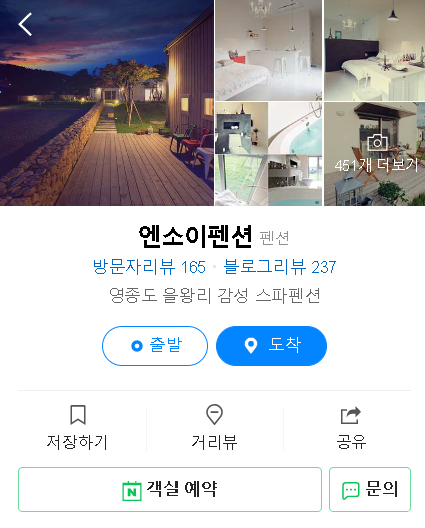 451개 더보기
엔소이펜션 펜션
방문자리뷰 165 · 블로그리뷰 237
영종도 을왕리 감성 스파펜션
출발 도착
저장하기 거리뷰 공유
N 객실 예약 문의